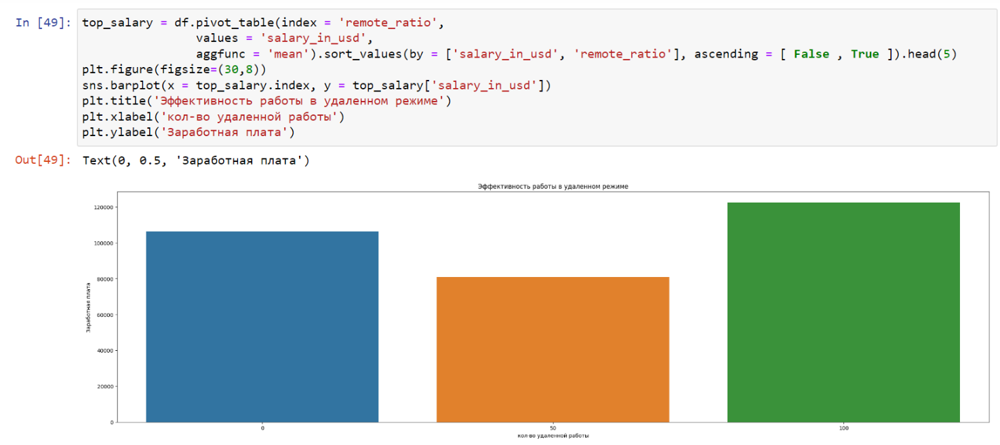 In [49]: top_salary = df.pivot_table(index = 'remote_ratio',
values = 'salary_in_usd',
aggfunc = 'mean').sort_values(by = ['salary_in_usd', 'remote_ratio'], ascending = [ False , True ]).head(5)
plt.figure(figsize=(30,8))
sns.barplot(x = top_salary.index, y = top_salary['salary_in_usd'])
plt.title('Эффективность работы в удаленном режиме')
plt.xlabel('кол-во удаленной работы')
plt.ylabel('Заработная плата')
Out[49]: Text(0, 0.5, 'Заработная плата')
Эффективность работы в удаленном режиме
120000
100000
80000
60000
40000
20000
0
Заработная плата
0 50 100
кол-во удаленной работы